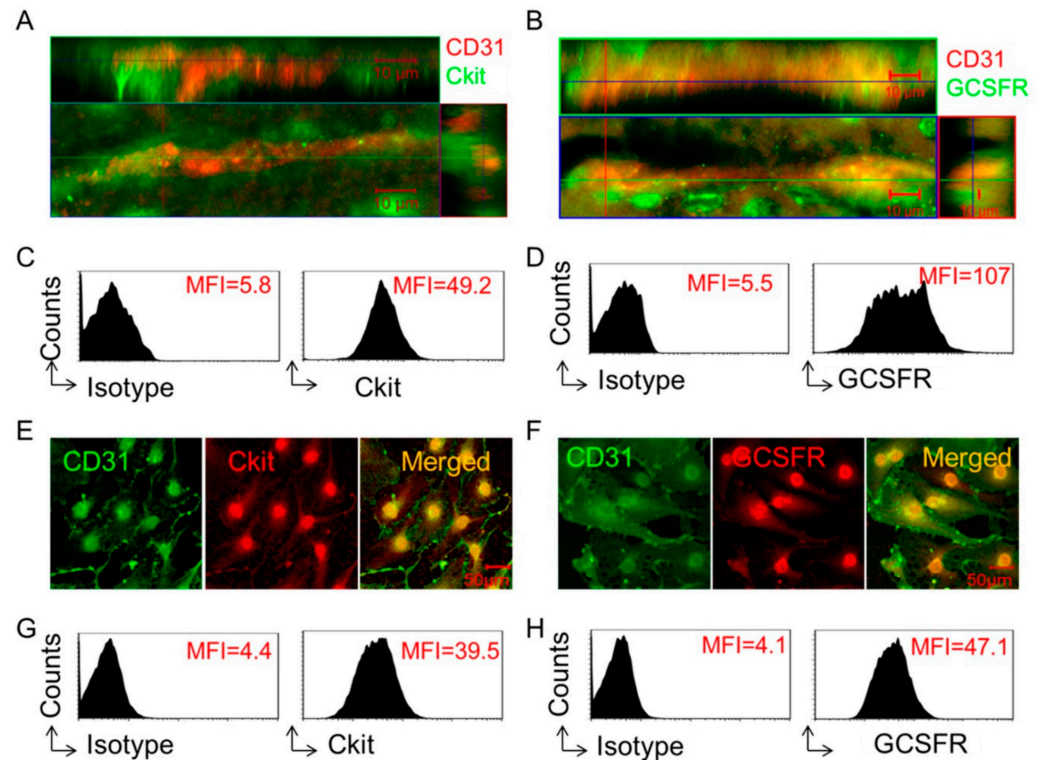 A
CD31
Ckit
10 µm
10 µm
B
CD31
GCSFR
10 µm
10 µm
10 µm
C
Counts
MFI=5.8
Isotype
MFI=49.2
Ckit
D
Counts
MFI=5.5
Isotype
MFI=107
GCSFR
E
CD31
Ckit
Merged
50µm
F
CD31
GCSFR
Merged
50µm
G
Counts
MFI=4.4
Isotype
MFI=39.5
Ckit
H
Counts
MFI=4.1
Isotype
MFI=47.1
GCSFR